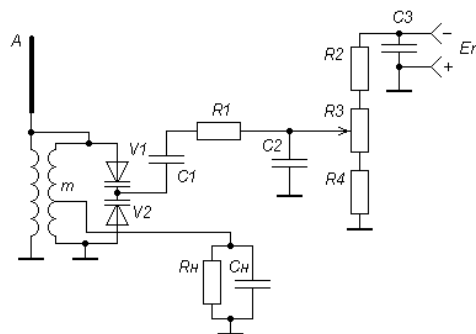 A
C3
−
+
Er
R2
R1
R3
V1
C1
C2
m
V2
R4
Rн
Cн